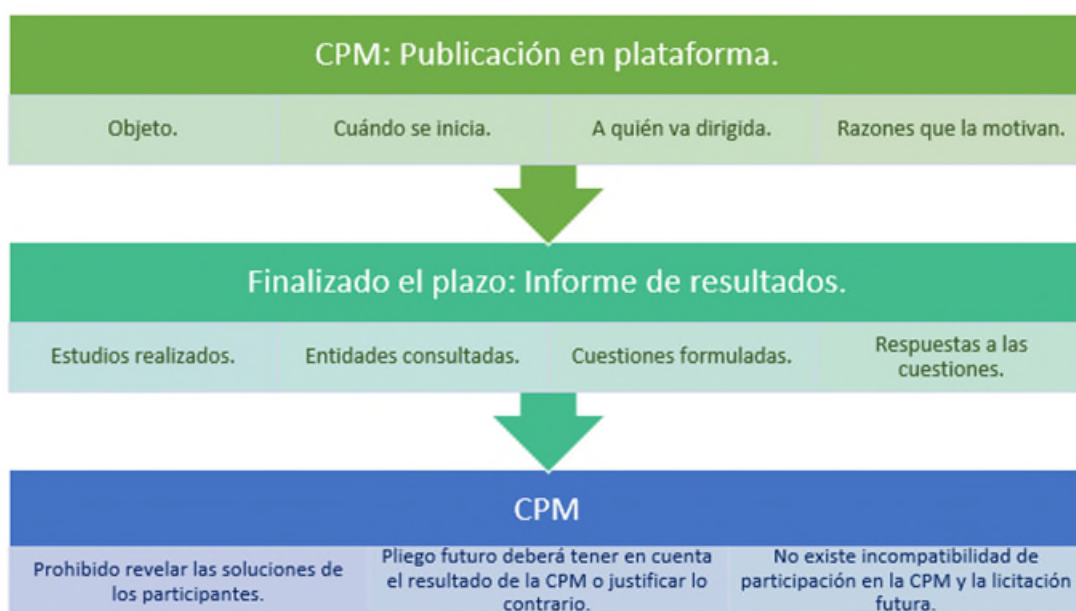 CPM: Publicación en plataforma.
Objeto.
Cuándo se inicia.
A quién va dirigida.
Razones que la motivan.
Finalizado el plazo: Informe de resultados.
Estudios realizados.
Entidades consultadas.
Cuestiones formuladas.
Respuestas a las
cuestiones.
CPM
Prohibido revelar las soluciones de
los participantes.
Pliego futuro deberá tener en cuenta
el resultado de la CPM o justificar lo
contrario.
No existe incompatibilidad de
participación en la CPM y la licitación
futura.